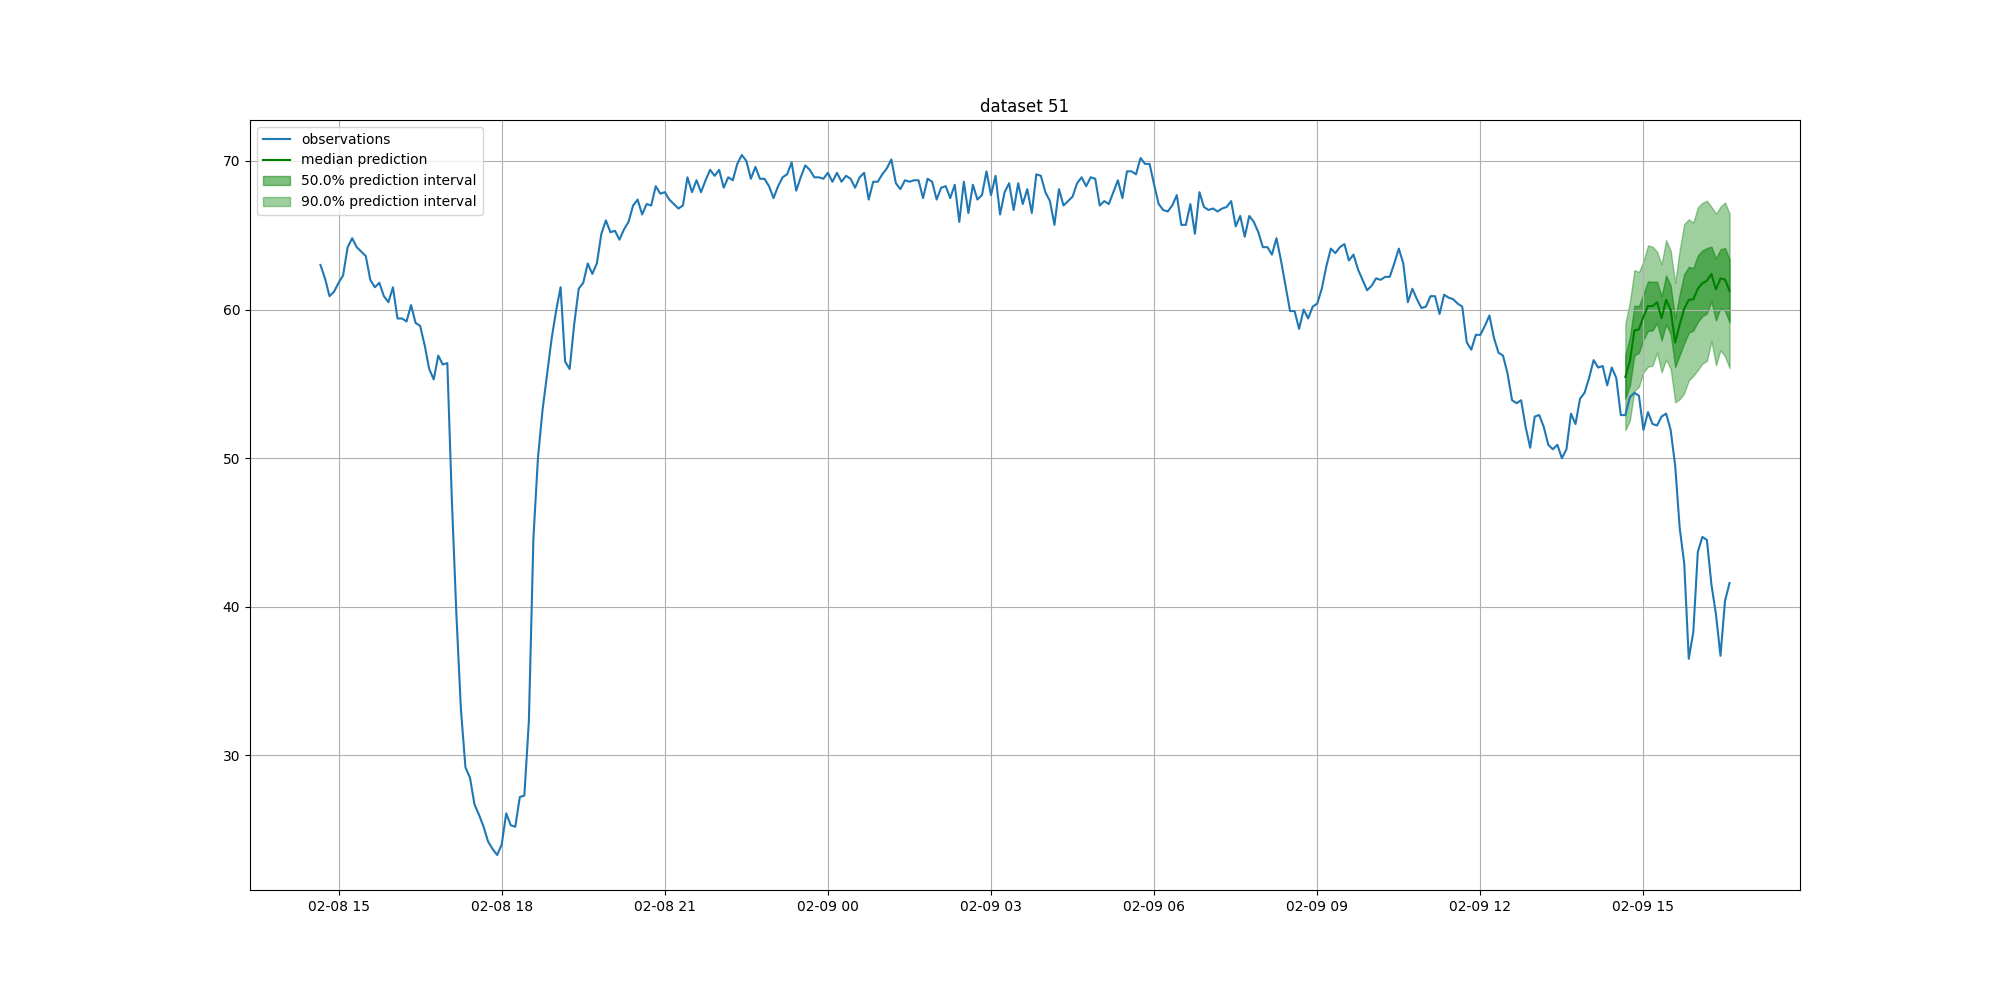 dataset 51
observations
median prediction
50.0% prediction interval
90.0% prediction interval
70
60
50
40
30
02-08 15
02-08 18
02-08 21
02-09 00
02-09 03
02-09 06
02-09 09
02-09 12
02-09 15